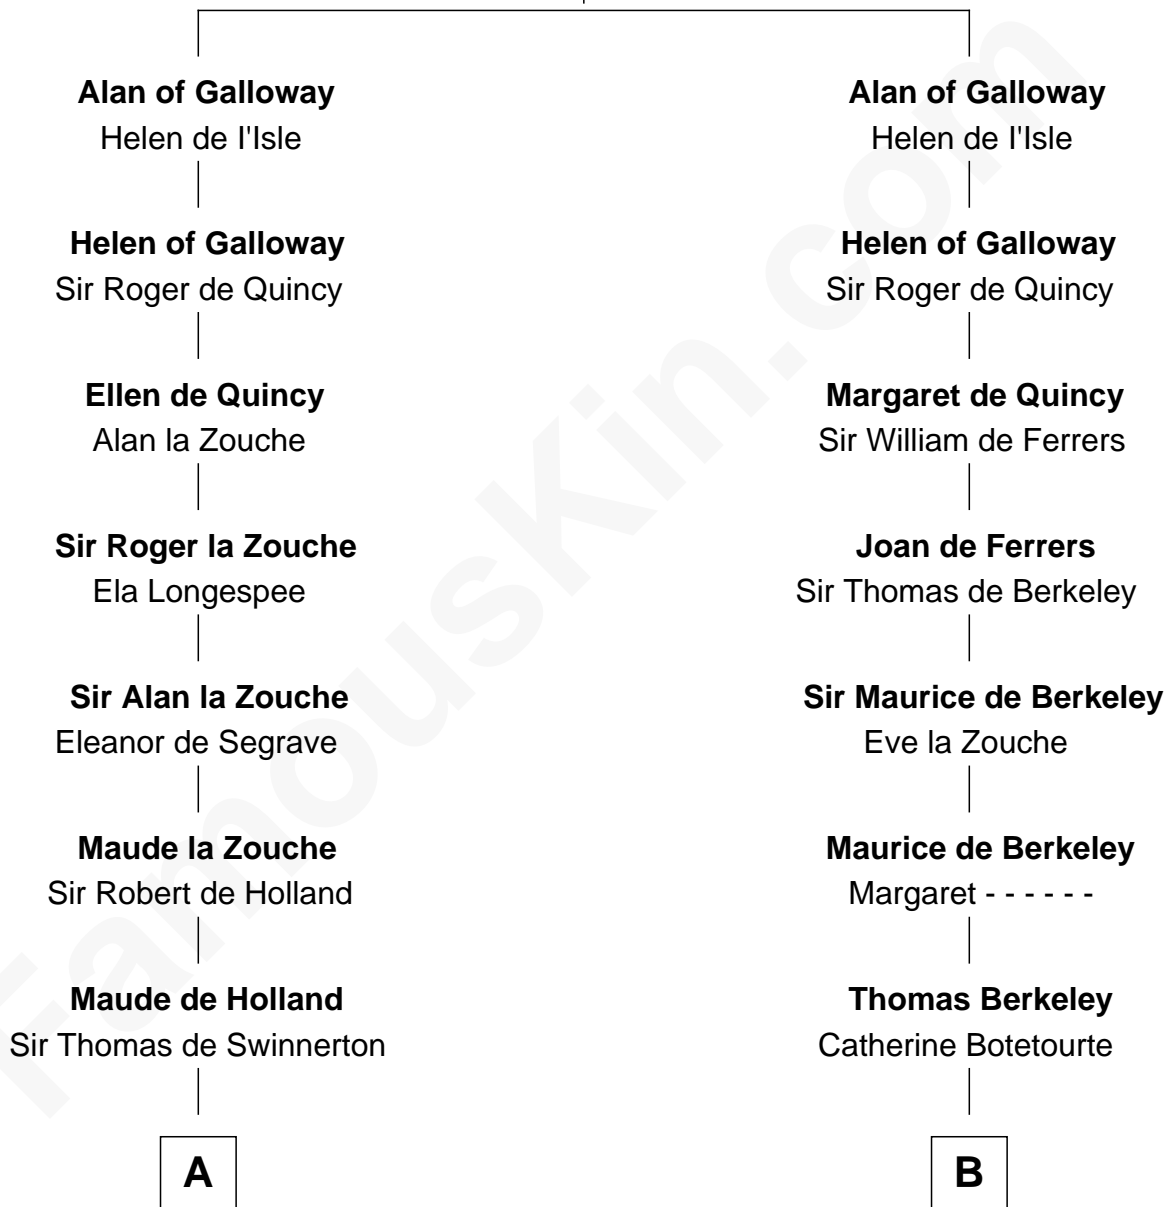 Alan of Galloway
Helen de I'Isle
Helen of Galloway
Sir Roger de Quincy
Ellen de Quincy
Alan la Zouche
Sir Roger la Zouche
Ela Longespee
Sir Alan la Zouche
Eleanor de Segrave
Maude la Zouche
Sir Robert de Holland
Maude de Holland
Sir Thomas de Swinnerton
A
Alan of Galloway
Helen de I'Isle
Helen of Galloway
Sir Roger de Quincy
Margaret de Quincy
Sir William de Ferrers
Joan de Ferrers
Sir Thomas de Berkeley
Sir Maurice de Berkeley
Eve la Zouche
Maurice de Berkeley
Margaret - - - - - -
Thomas Berkeley
Catherine Botetourte
B
FamousKin.com